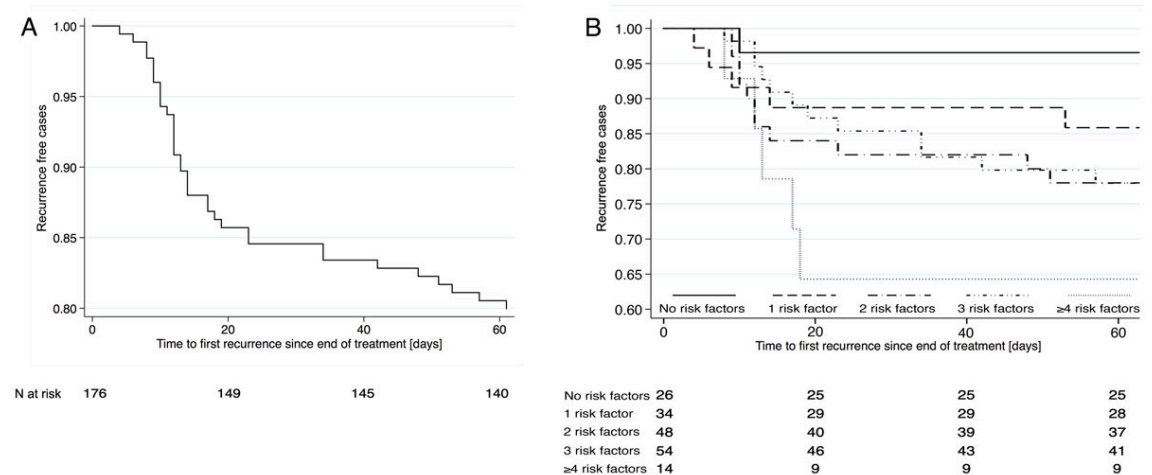 A
Recurrence free cases
1.00
0.95
0.90
0.85
0.80
0 20 40 60
Time to first recurrence since end of treatment [days]
N at risk 176 149 145 140
B
Recurrence free cases
1.00
0.95
0.90
0.85
0.80
0.75
0.70
0.65
0.60
No risk factors 1 risk factor 2 risk factors 3 risk factors ≥4 risk factors
0 20 40 60
Time to first recurrence since end of treatment [days]
No risk factors 26 25 25 25
1 risk factor 34 29 29 28
2 risk factors 48 40 39 37
3 risk factors 54 46 43 41
≥4 risk factors 14 9 9 9